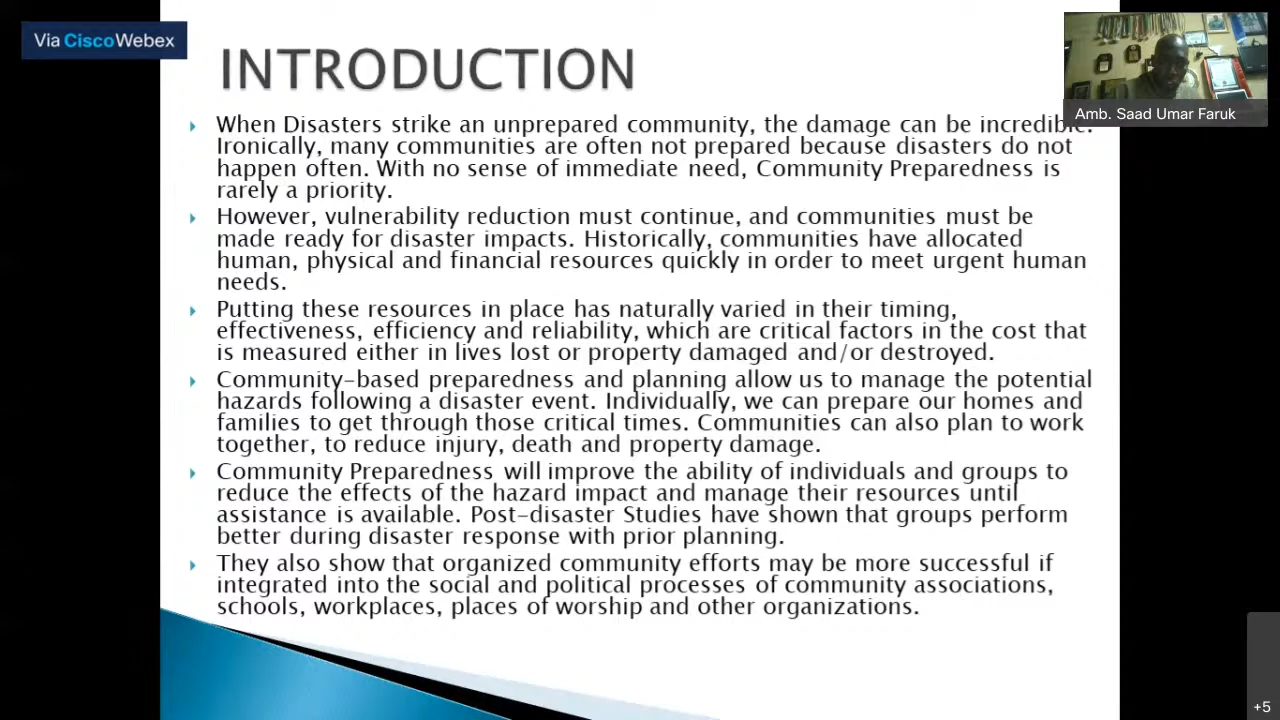 Via CiscoWebex
INTRODUCTION
Amb. Saad Umar Faruk
When Disasters strike an unprepared community, the damage can be incredible.
Ironically, many communities are often not prepared because disasters do not
happen often. With no sense of immediate need, Community Preparedness is
rarely a priority.
However, vulnerability reduction must continue, and communities must be
made ready for disaster impacts. Historically, communities have allocated
human, physical and financial resources quickly in order to meet urgent human
needs.
Putting these resources in place has naturally varied in their timing,
effectiveness, efficiency and reliability, which are critical factors in the cost that
is measured either in lives lost or property damaged and/or destroyed.
Community-based preparedness and planning allow us to manage the potential
hazards following a disaster event. Individually, we can prepare our homes and
families to get through those critical times. Communities can also plan to work
together, to reduce injury, death and property damage.
Community Preparedness will improve the ability of individuals and groups to
reduce the effects of the hazard impact and manage their resources until
assistance is available. Post-disaster Studies have shown that groups perform
better during disaster response with prior planning.
They also show that organized community efforts may be more successful if
integrated into the social and political processes of community associations,
schools, workplaces, places of worship and other organizations.
+5